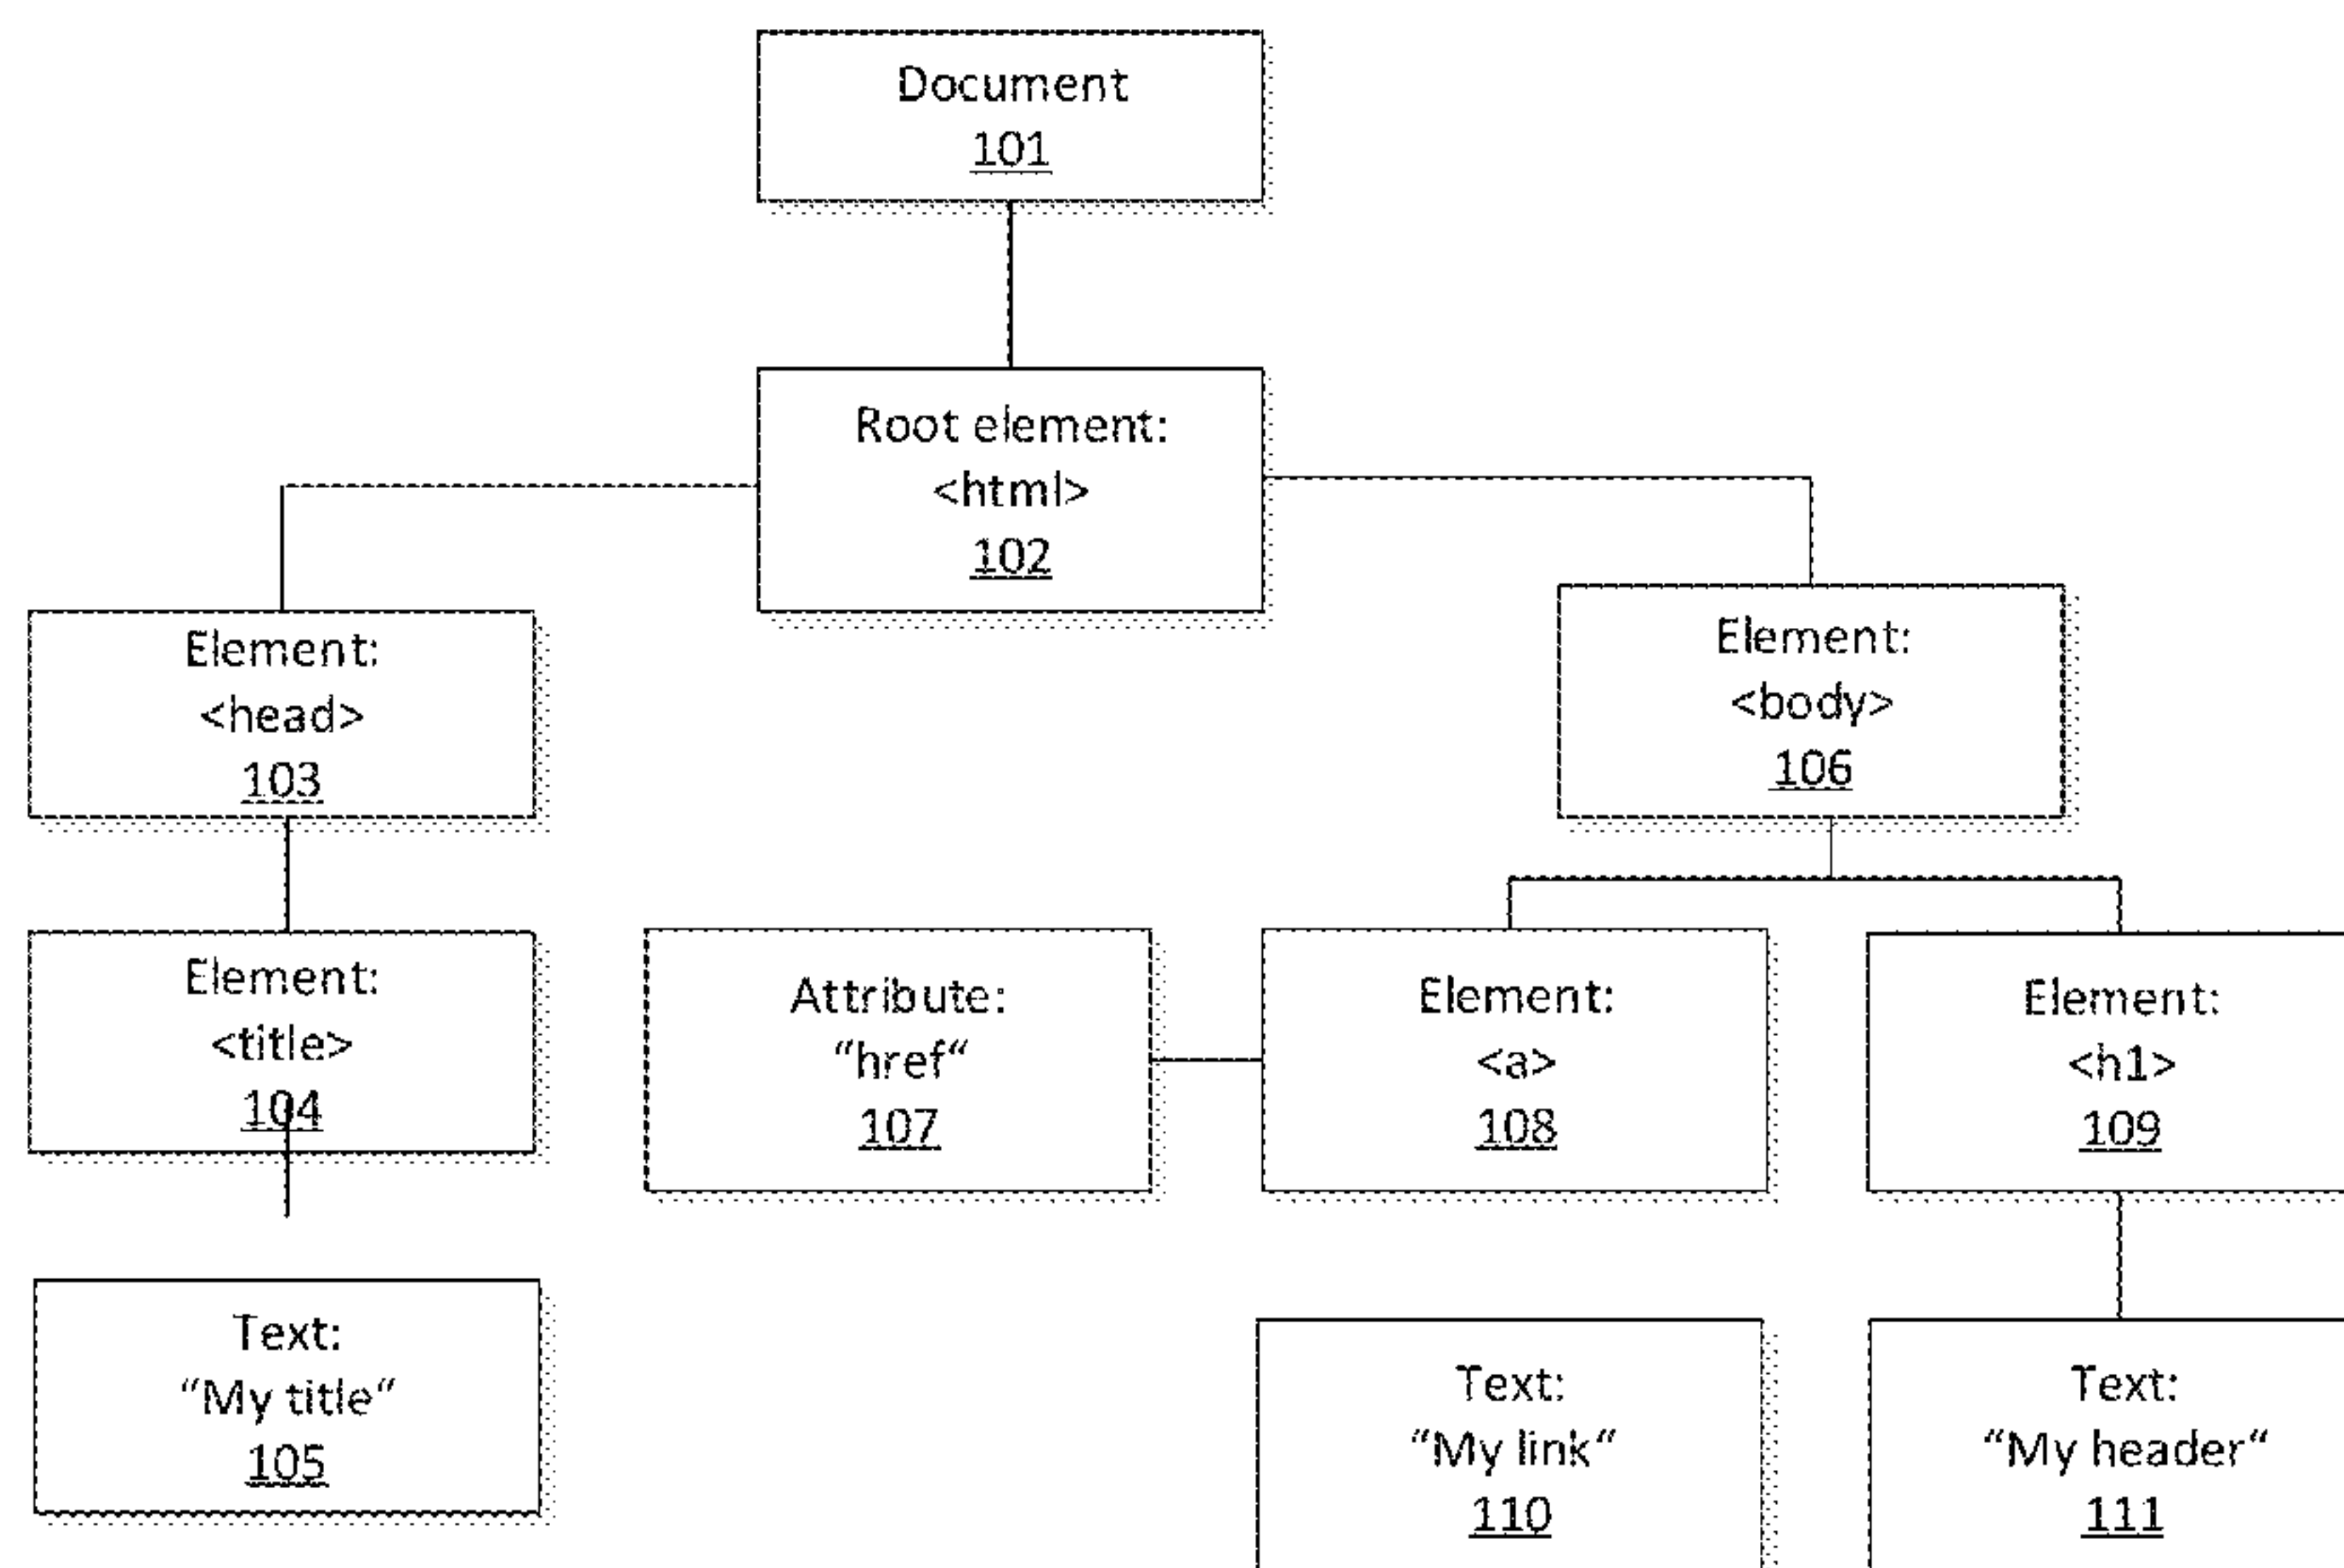 Document
101
Root element:
<html>
102
Element:
<head>
103
Element:
<body>
106
Element:
<title>
104
Attribute:
“href“
107
Element:
<a>
108
Element:
<h1>
109
Text:
“My title“
105
Text:
“My link“
110
Text:
“My header“
111